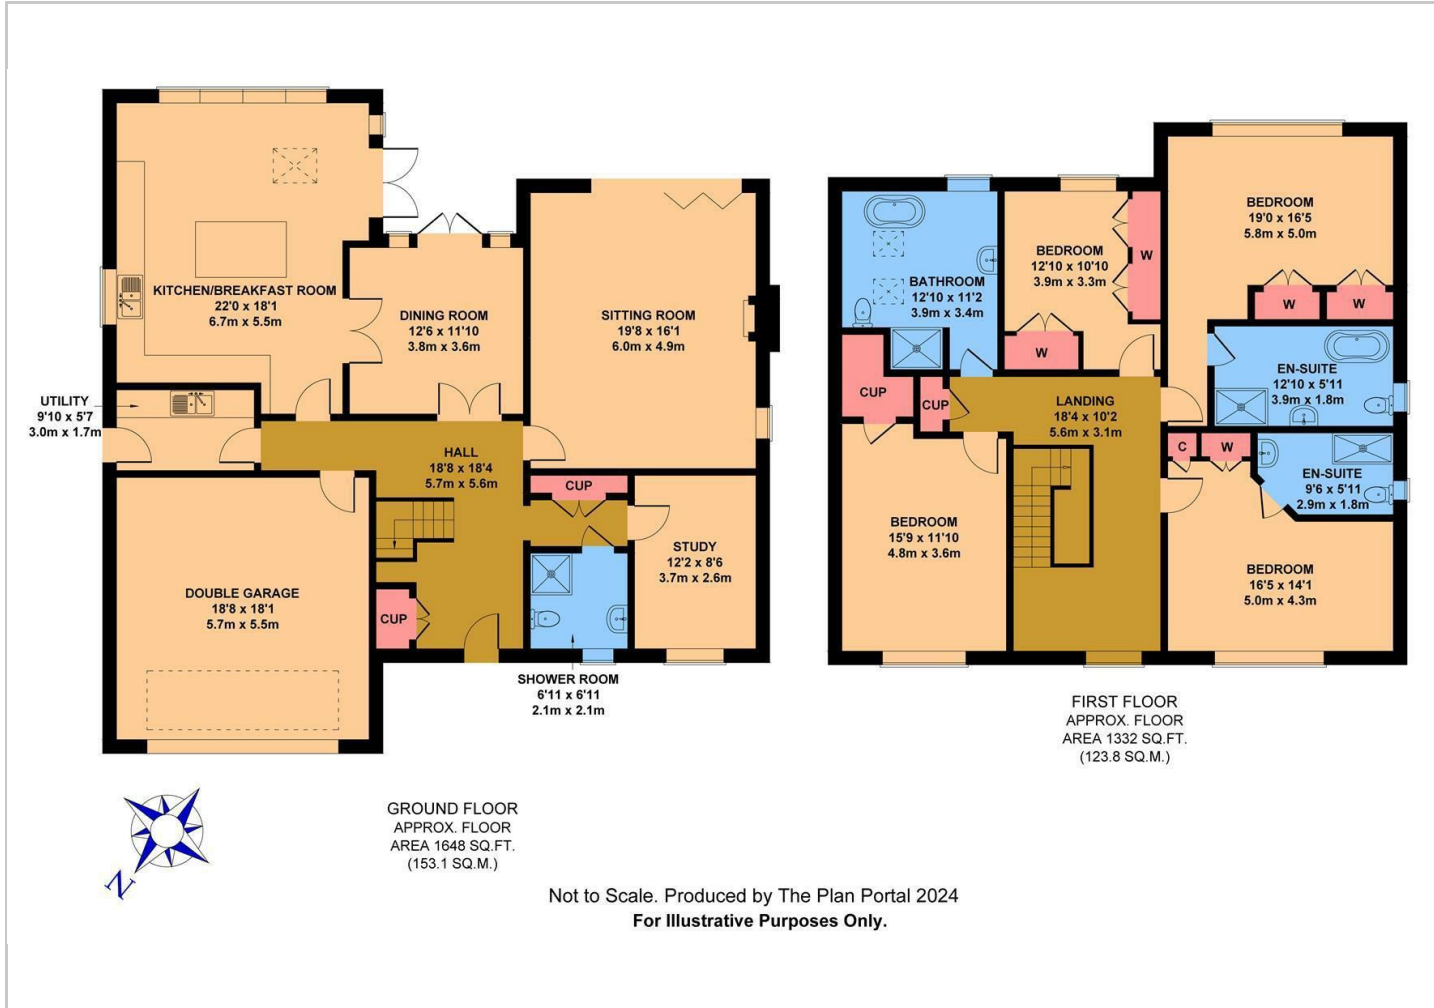 KITCHEN/BREAKFAST ROOM
22'0 x 18'1
6.7m x 5.5m
DINING ROOM
12'6 x 11'10
3.8m x 3.6m
SITTING ROOM
19'8 x 16'1
6.0m x 4.9m
UTILITY
9'10 x 5'7
3.0m x 1.7m
HALL
18'8 x 18'4
5.7m x 5.6m
CUP
STUDY
12'2 x 8'6
3.7m x 2.6m
DOUBLE GARAGE
18'8 x 18'1
5.7m x 5.5m
CUP
SHOWER ROOM
6'11 x 6'11
2.1m x 2.1m
BEDROOM
19'0 x 16'5
5.8m x 5.0m
W
W
BEDROOM
12'10 x 10'10
3.9m x 3.3m
W
W
BATHROOM
12'10 x 11'2
3.9m x 3.4m
CUP
CUP
LANDING
18'4 x 10'2
5.6m x 3.1m
EN-SUITE
12'10 x 5'11
3.9m x 1.8m
C
W
EN-SUITE
9'6 x 5'11
2.9m x 1.8m
BEDROOM
15'9 x 11'10
4.8m x 3.6m
BEDROOM
16'5 x 14'1
5.0m x 4.3m
FIRST FLOOR
APPROX. FLOOR
AREA 1332 SQ.FT.
(123.8 SQ.M.)
GROUND FLOOR
APPROX. FLOOR
AREA 1648 SQ.FT.
(153.1 SQ.M.)
N
Not to Scale. Produced by The Plan Portal 2024
For Illustrative Purposes Only.